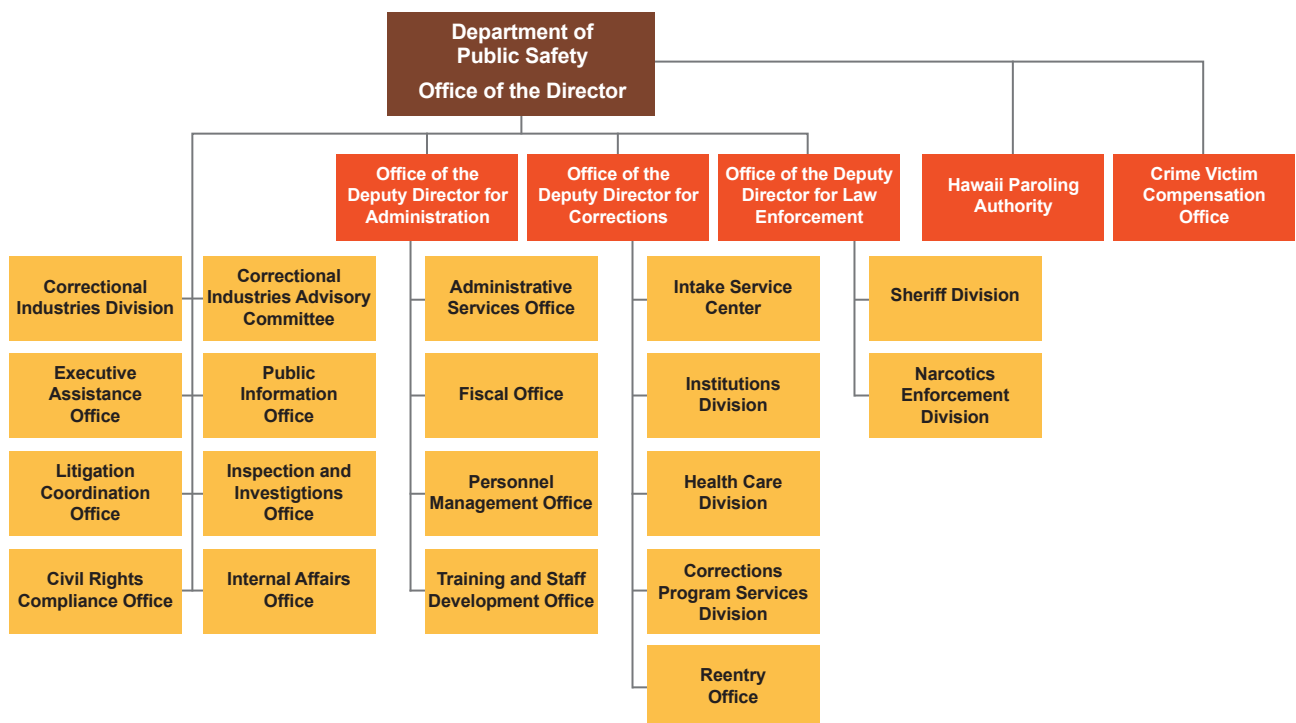 Department of
Public Safety
Office of the Director
Office of the
Deputy Director for
Administration
Office of the
Deputy Director for
Corrections
Office of the Deputy
Director for Law
Enforcement
Hawaii Paroling
Authority
Crime Victim
Compensation
Office
Correctional
Industries Division
Correctional
Industries Advisory
Committee
Executive
Assistance
Office
Public
Information
Office
Litigation
Coordination
Office
Inspection and
Investigtions
Office
Civil Rights
Compliance Office
Internal Affairs
Office
Administrative
Services Office
Fiscal Office
Personnel
Management Office
Training and Staff
Development Office
Intake Service
Center
Institutions
Division
Health Care
Division
Corrections
Program Services
Division
Reentry
Office
Sheriff Division
Narcotics
Enforcement
Division